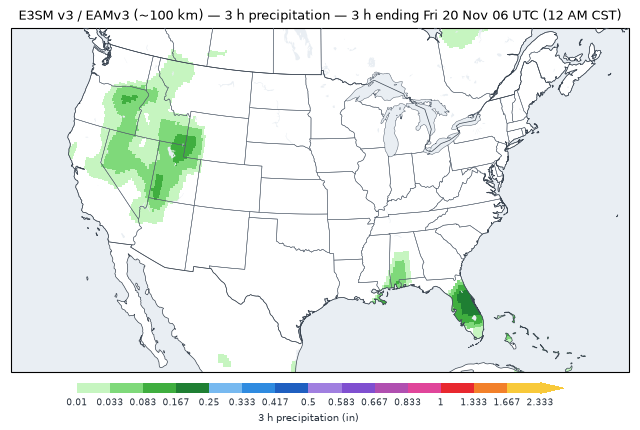 E3SM v3 / EAMv3 (~100 km) — 3 h precipitation — 3 h ending Fri 20 Nov 06 UTC (12 AM CST)
0.01 0.033 0.083 0.167 0.25 0.333 0.417 0.5 0.583 0.667 0.833 1 1.333 1.667 2.333
3 h precipitation (in)